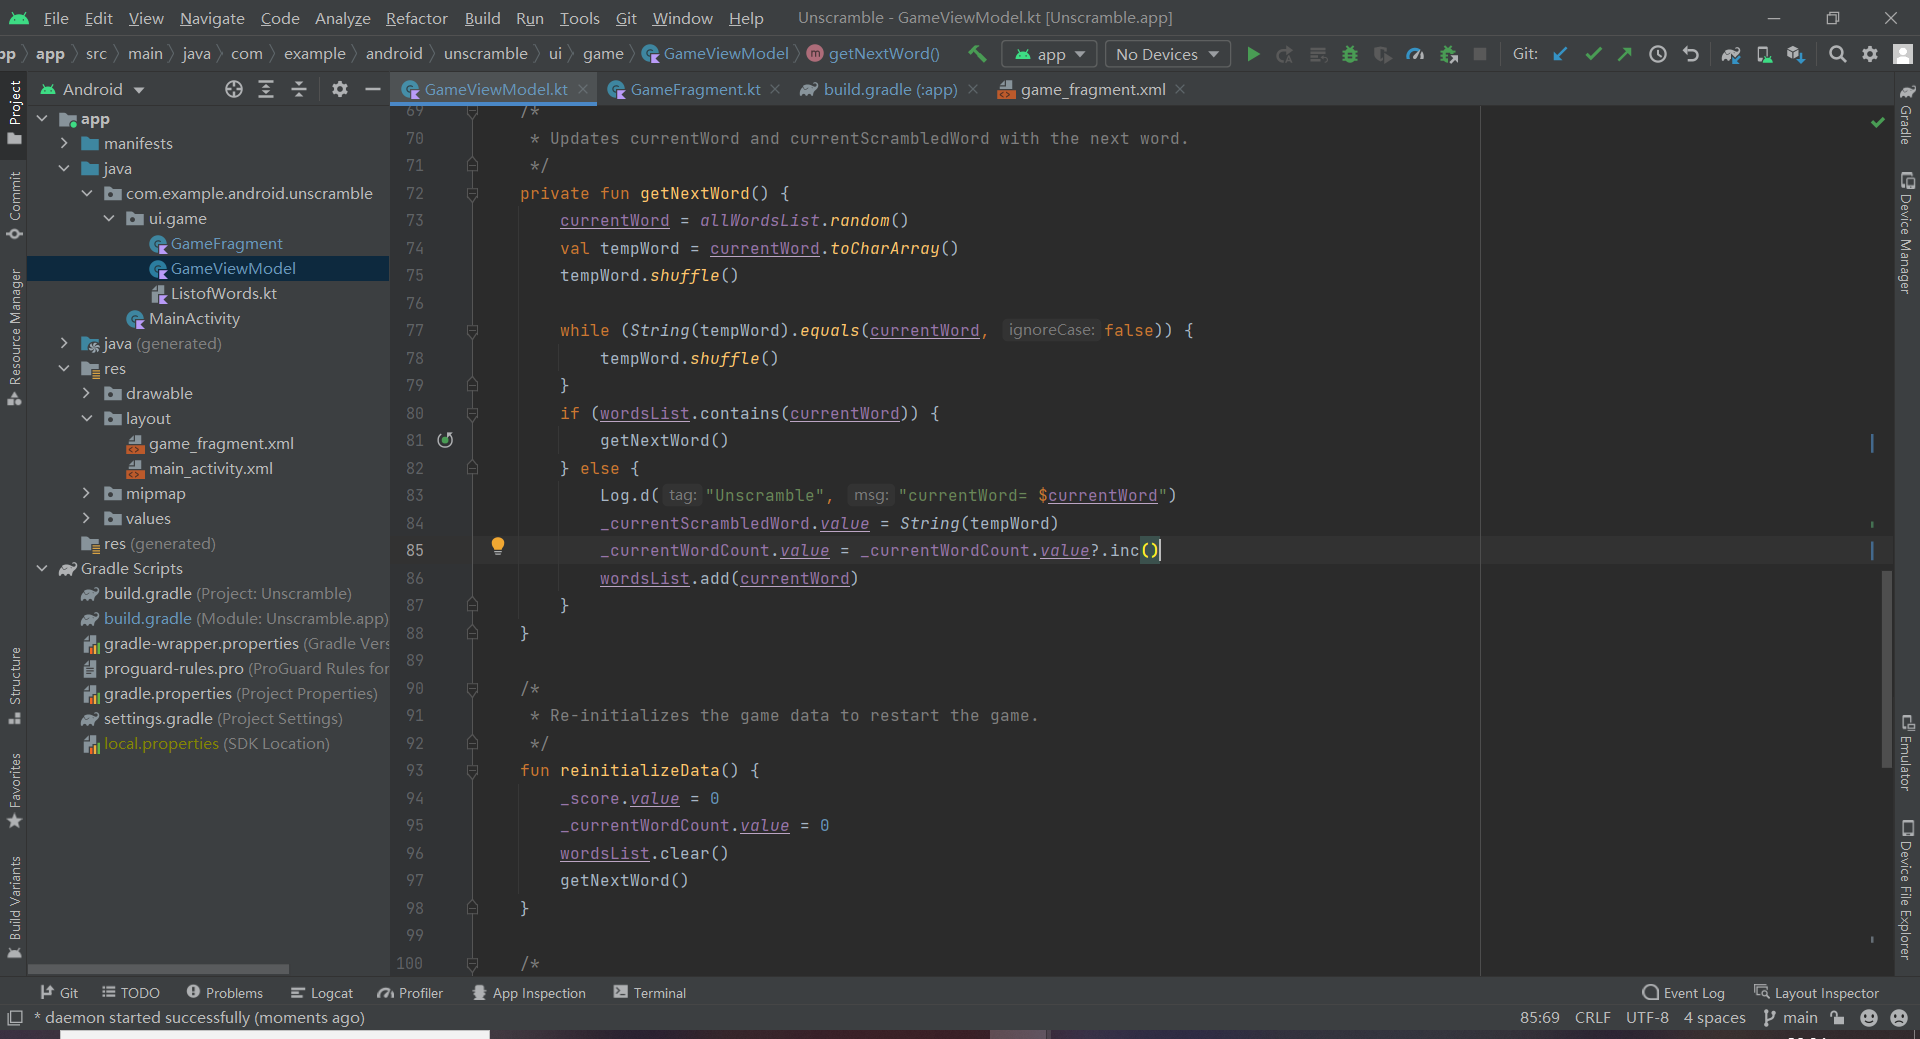 File Edit View Navigate Code Analyze Refactor Build Run Tools Git Window Help Unscramble - GameViewModel.kt [Unscramble.app]
pp app src main java com example android unscramble ui game GameViewModel getNextWord() app No Devices Git:
Project
Commit
Resource Manager
Structure
Favorites
Build Variants
Android
app
manifests
java
com.example.android.unscramble
ui.game
GameFragment
GameViewModel
ListofWords.kt
MainActivity
java (generated)
res
drawable
layout
game_fragment.xml
main_activity.xml
mipmap
values
res (generated)
Gradle Scripts
build.gradle (Project: Unscramble)
build.gradle (Module: Unscramble.app)
gradle-wrapper.properties (Gradle Vers
proguard-rules.pro (ProGuard Rules for
gradle.properties (Project Properties)
settings.gradle (Project Settings)
local.properties (SDK Location)
GameViewModel.kt GameFragment.kt build.gradle (:app) game_fragment.xml
69 /*
70 * Updates currentWord and currentScrambledWord with the next word.
71 */
72 private fun getNextWord() {
73 currentWord = allWordsList.random()
74 val tempWord = currentWord.toCharArray()
75 tempWord.shuffle()
76
77 while (String(tempWord).equals(currentWord, ignoreCase: false)) {
78 tempWord.shuffle()
79 }
80 if (wordsList.contains(currentWord)) {
81 getNextWord()
82 } else {
83 Log.d( tag: "Unscramble", msg: "currentWord= $currentWord")
84 _currentScrambledWord.value = String(tempWord)
85 _currentWordCount.value = _currentWordCount.value?.inc()
86 wordsList.add(currentWord)
87 }
88 }
89
90 /*
91 * Re-initializes the game data to restart the game.
92 */
93 fun reinitializeData() {
94 _score.value = 0
95 _currentWordCount.value = 0
96 wordsList.clear()
97 getNextWord()
98 }
99
100 /*
Gradle
Device Manager
Emulator
Device File Explorer
Git TODO Problems Logcat Profiler App Inspection Terminal Event Log Layout Inspector
* daemon started successfully (moments ago) 85:69 CRLF UTF-8 4 spaces main